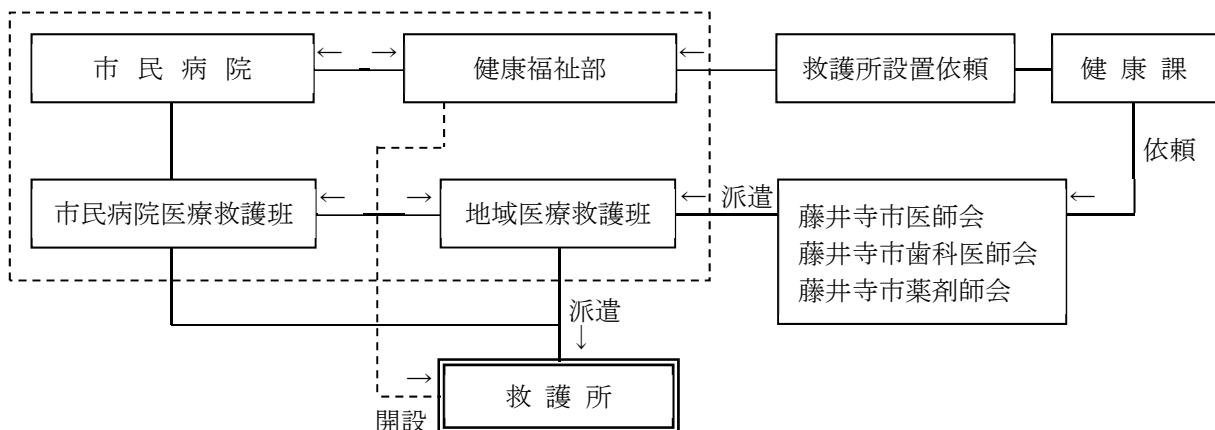 市民病院
← →
健康福祉部
←
救護所設置依頼
健康課
依頼
市民病院医療救護班
← →
地域医療救護班
← 派遣
←
藤井寺市医師会
藤井寺市歯科医師会
藤井寺市薬剤師会
派遣
↓
→
救護所
開設